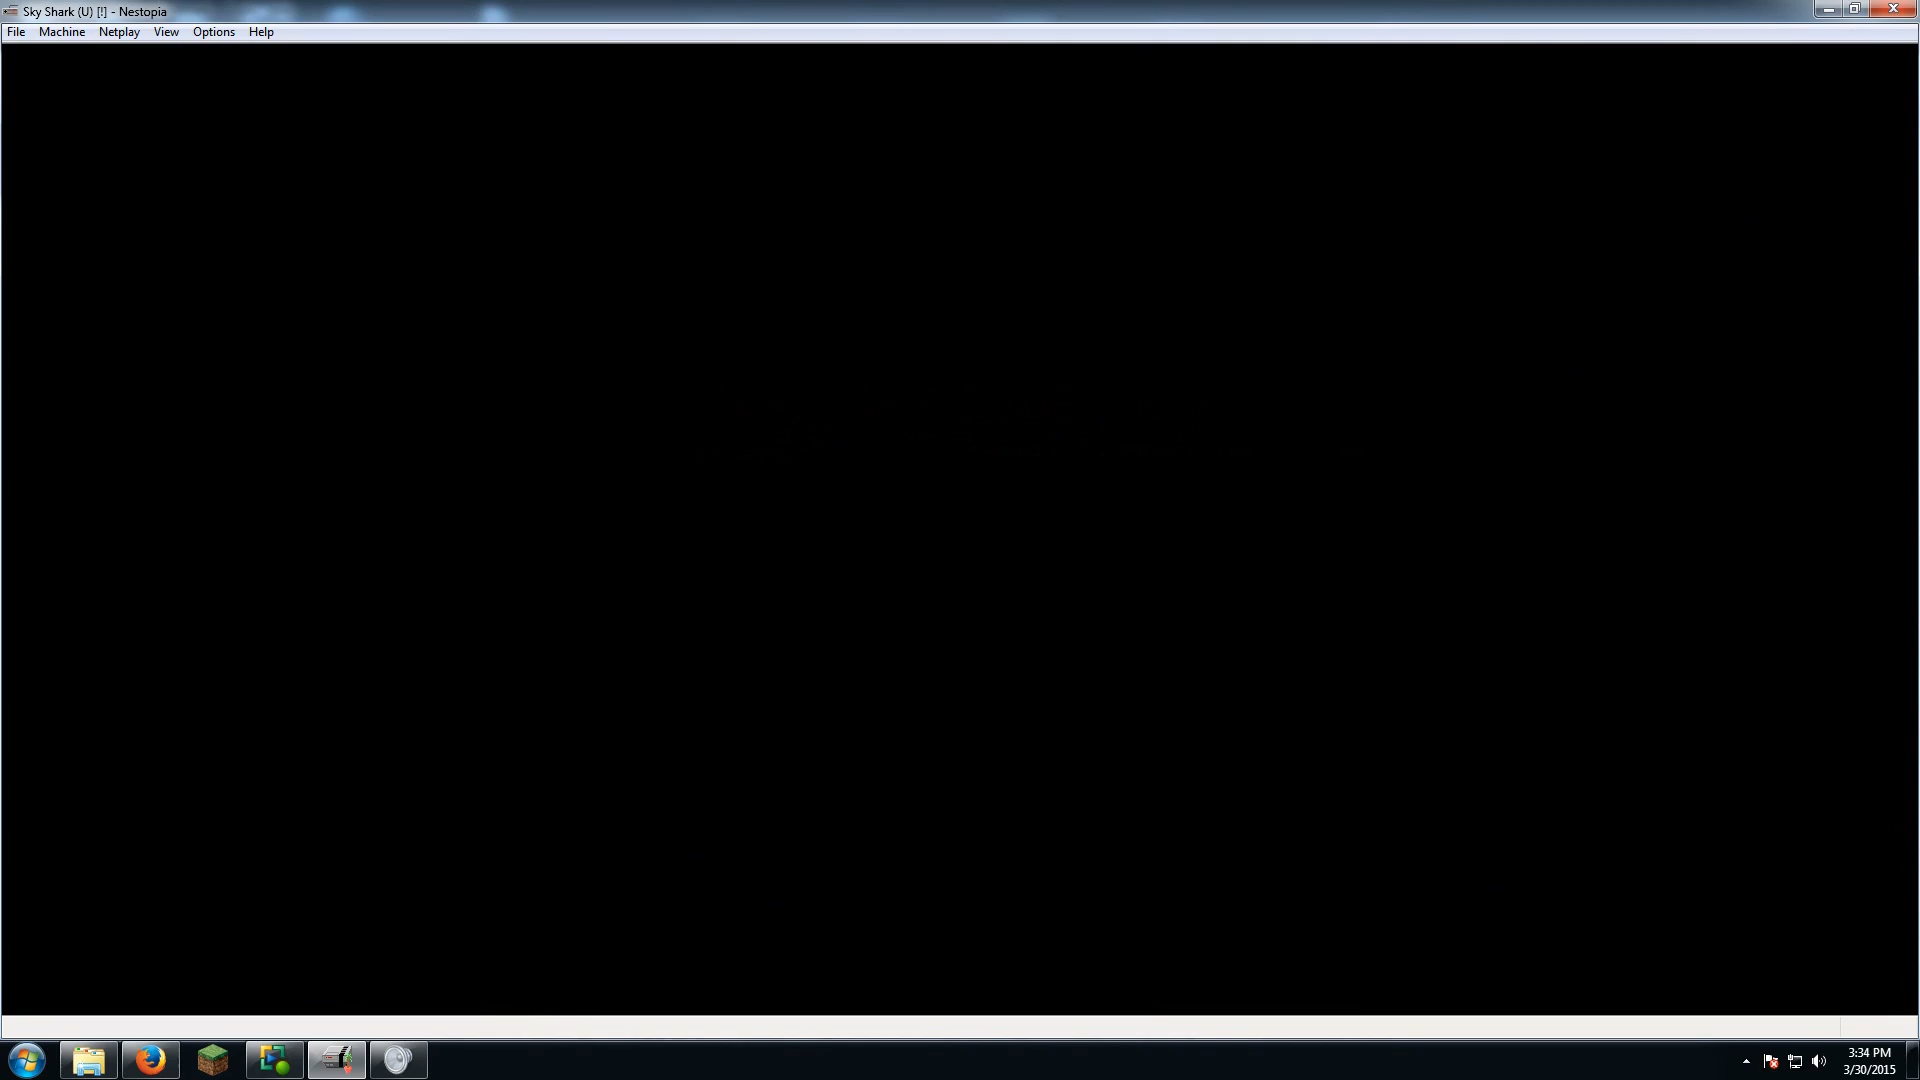 Sky Shark (U) [!] - Nestopia
File Machine Netplay View Options Help
3:34 PM
3/30/2015